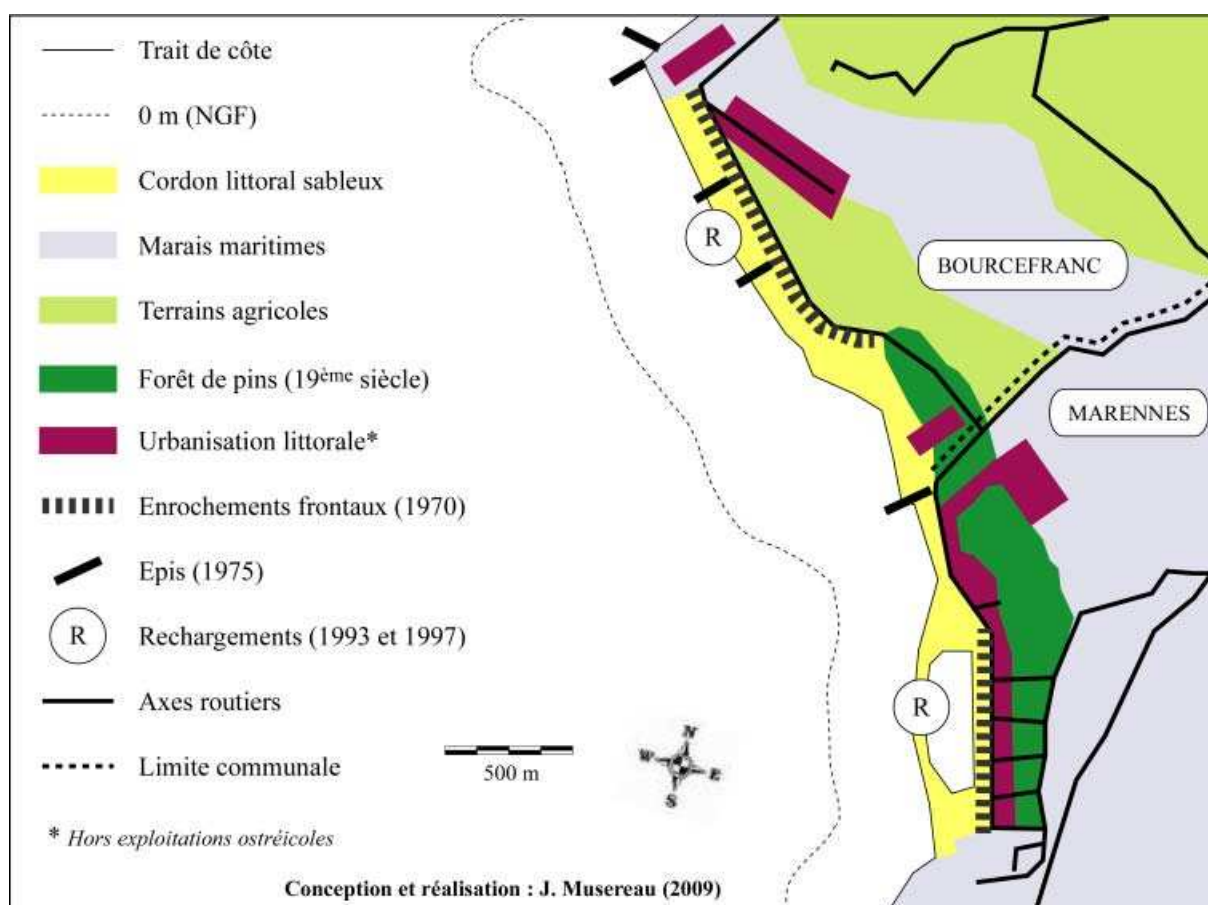 Trait de côte
0 m (NGF)
Cordon littoral sableux
Marais maritimes
Terrains agricoles
Forêt de pins (19ème siècle)
Urbanisation littorale*
Enrochements frontaux (1970)
Epis (1975)
R
Rechargements (1993 et 1997)
Axes routiers
Limite communale
* Hors exploitations ostréicoles
500 m
N
W
E
S
R
BOURCEFRANC
MARENNES
R
Conception et réalisation : J. Musereau (2009)